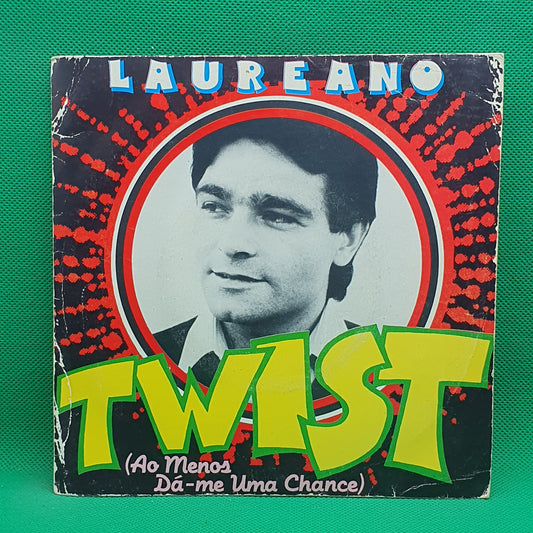 LAUREANO
TWIST
(Ao Menos
Dá-me Uma Chance)